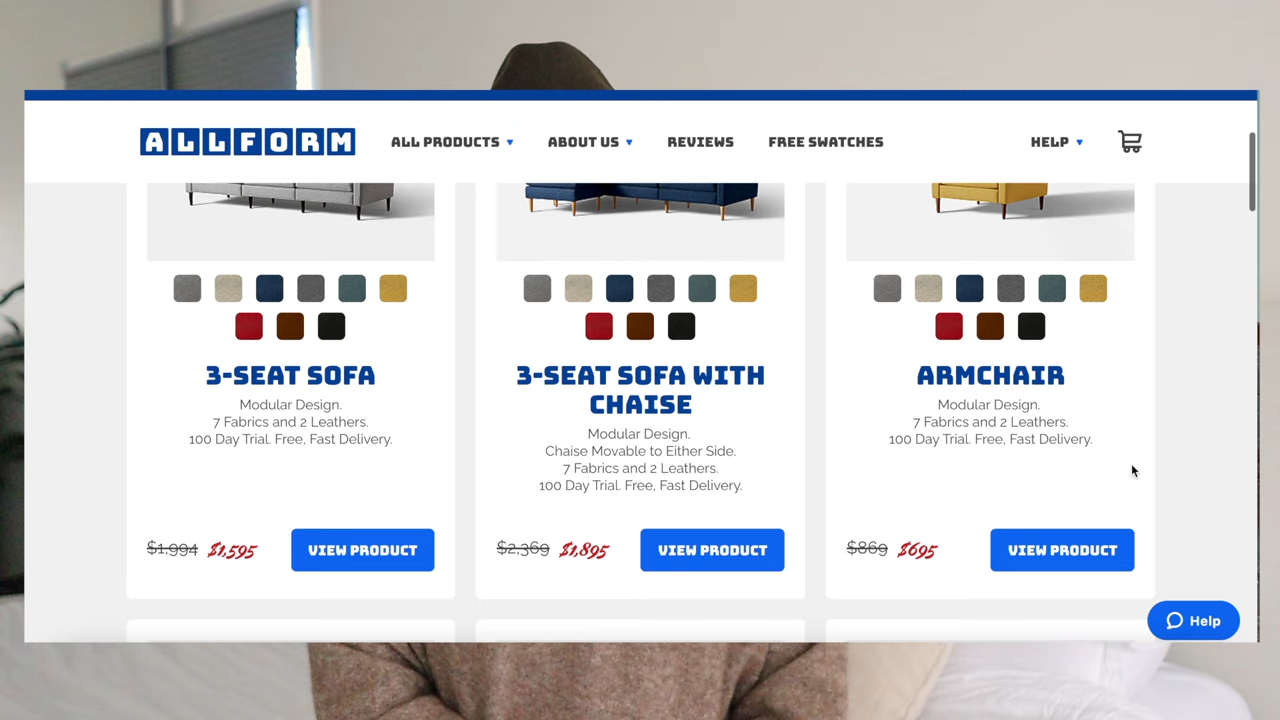 ALLFORM
ALL PRODUCTS
ABOUT US
REVIEWS
FREE SWATCHES
HELP
3-SEAT SOFA
Modular Design.
7 Fabrics and 2 Leathers.
100 Day Trial. Free, Fast Delivery.
$1,994 $1,595
VIEW PRODUCT
3-SEAT SOFA WITH
CHAISE
Modular Design.
Chaise Movable to Either Side.
7 Fabrics and 2 Leathers.
100 Day Trial. Free, Fast Delivery.
$2,369 $1,895
VIEW PRODUCT
ARMCHAIR
Modular Design.
7 Fabrics and 2 Leathers.
100 Day Trial. Free, Fast Delivery.
$869 $695
VIEW PRODUCT
Help